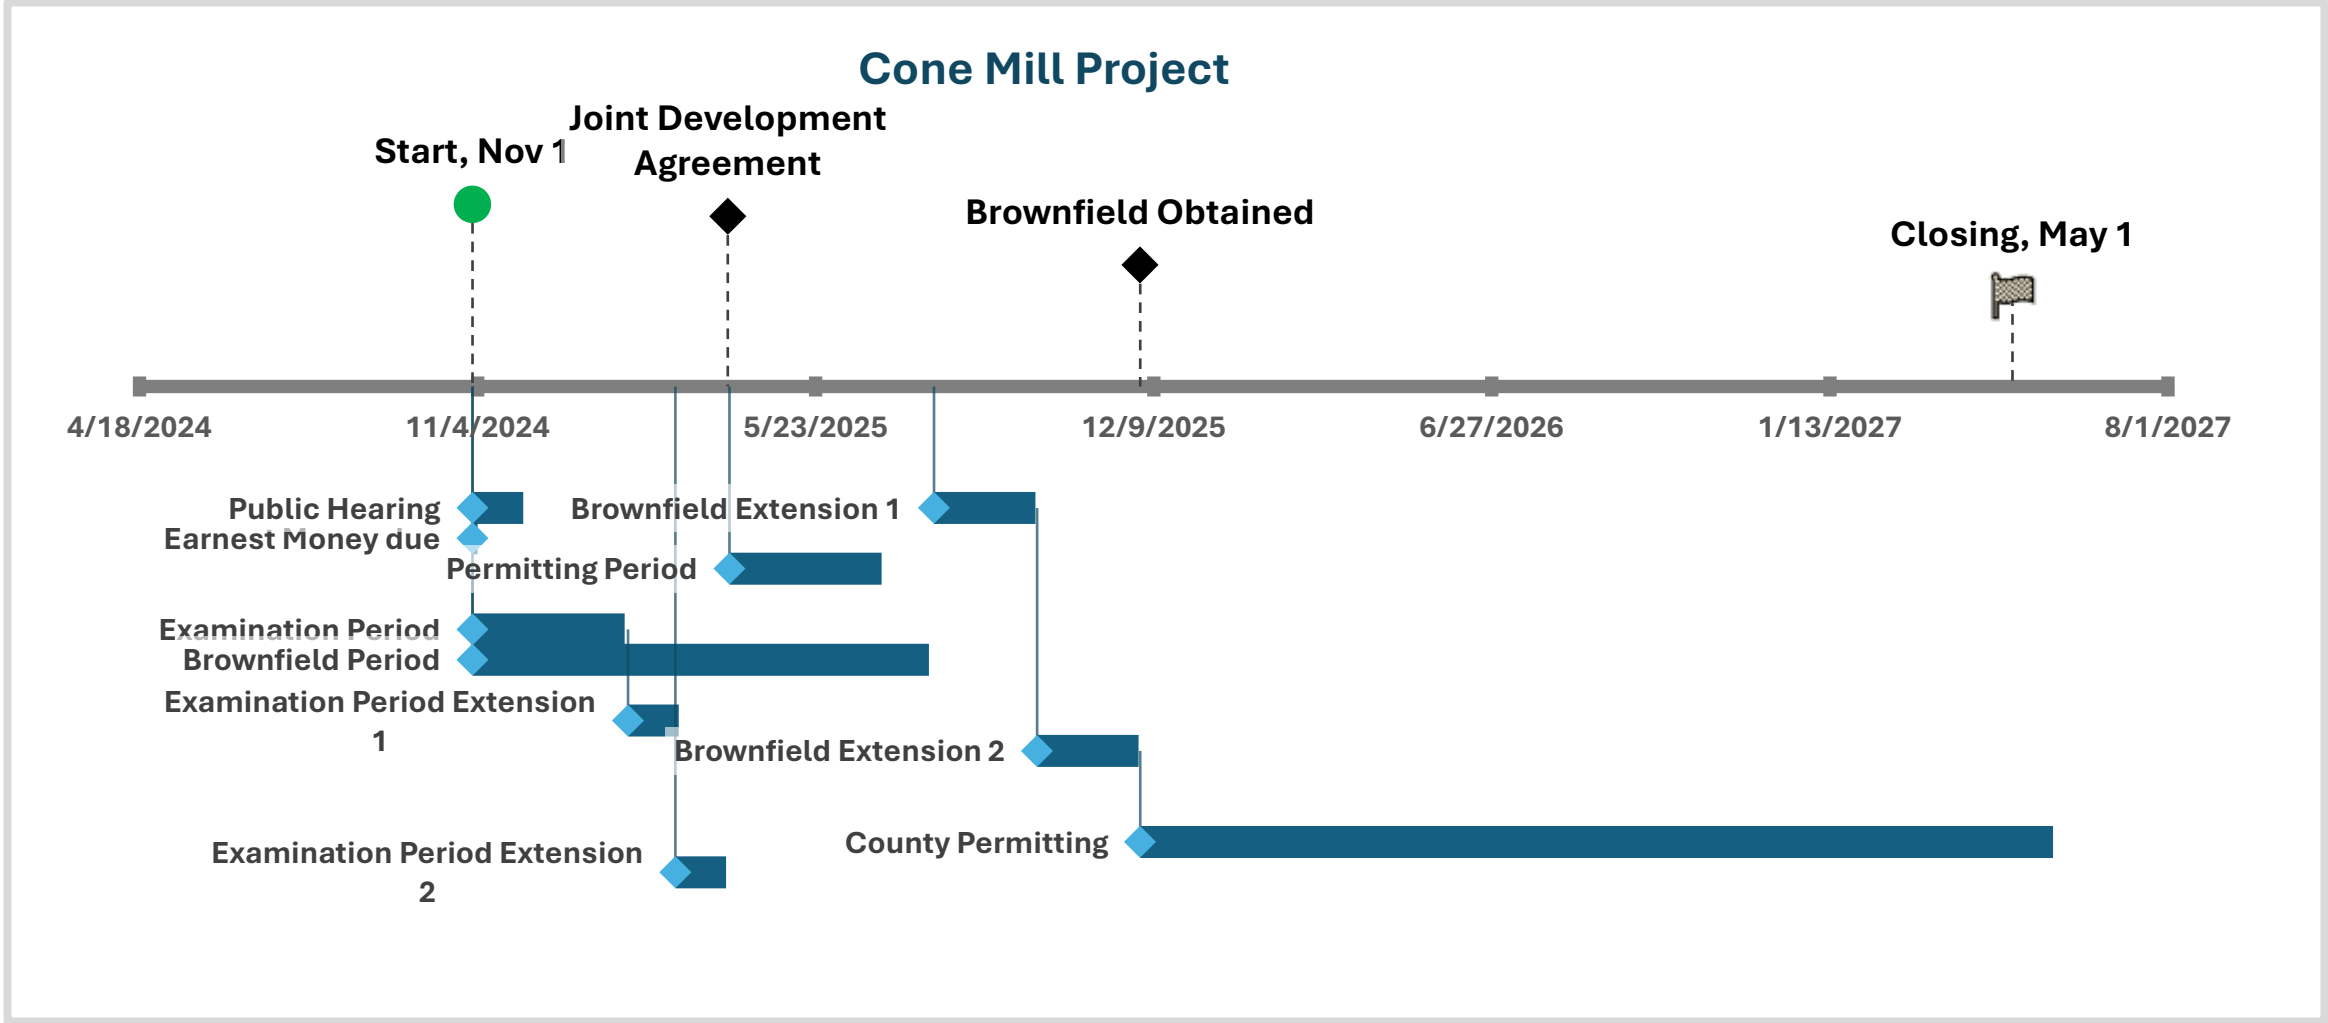 Cone Mill Project
Joint Development
Agreement
Start, Nov 1
Brownfield Obtained
Closing, May 1
4/18/2024
11/4/2024
5/23/2025
12/9/2025
6/27/2026
1/13/2027
8/1/2027
Public Hearing
Brownfield Extension 1
Earnest Money due
Permitting Period
Examination Period
Brownfield Period
Examination Period Extension
1
Brownfield Extension 2
County Permitting
Examination Period Extension
2